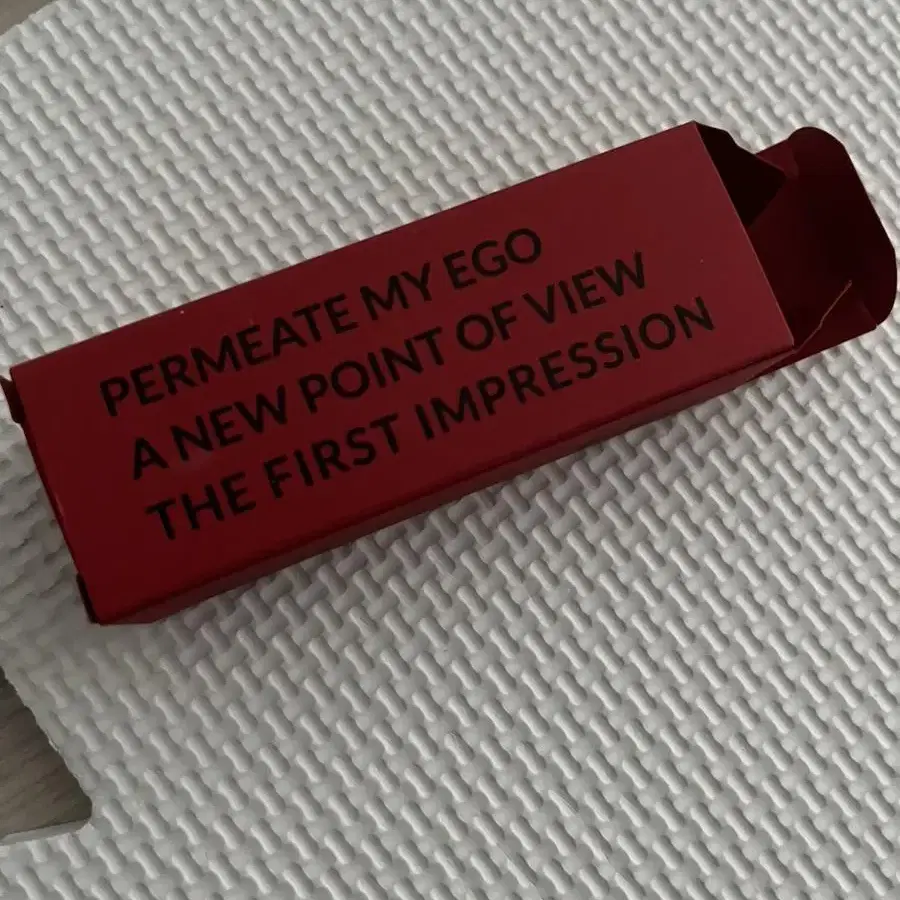 PERMEATE MY EGO
A NEW POINT OF VIEW
THE FIRST IMPRESSION